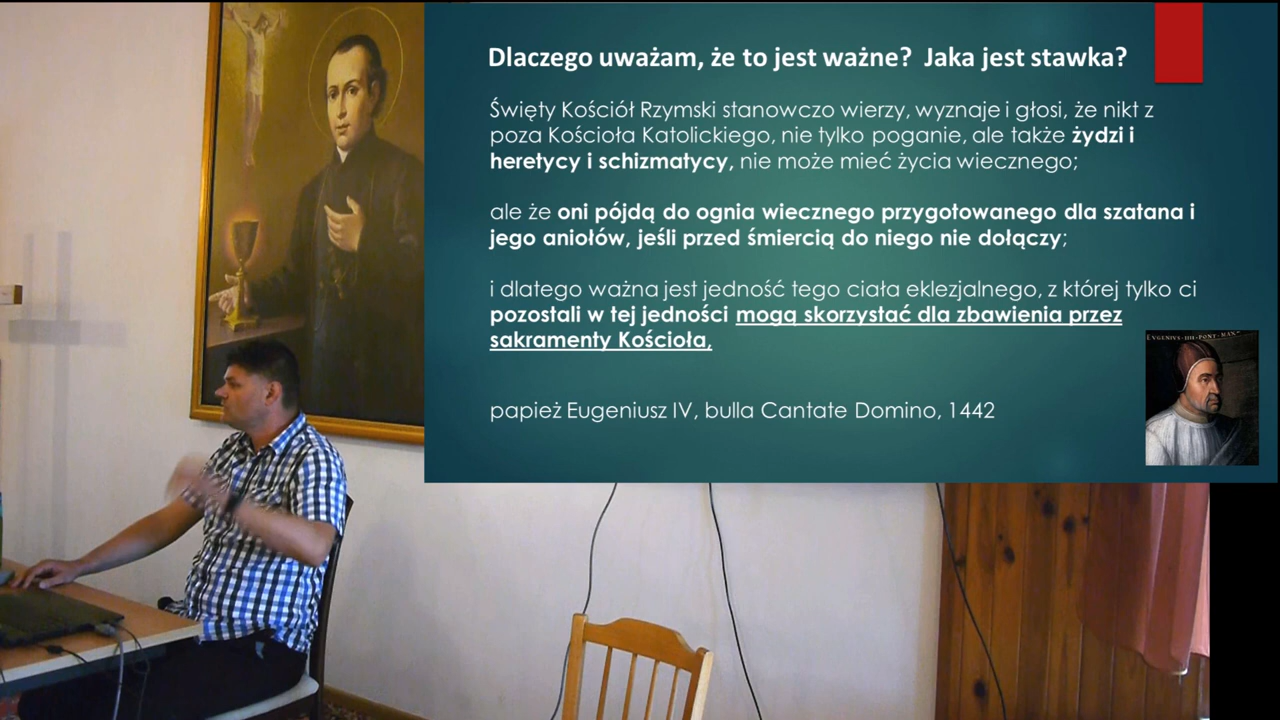 Dlaczego uważam, że to jest ważne? Jaka jest stawka?
Święty Kościół Rzymski stanowczo wierzy, wyznaje i głosi, że nikt z
poza Kościoła Katolickiego, nie tylko poganie, ale także żydzi i
heretycy i schizmatycy, nie może mieć życia wiecznego;
ale że oni pójdą do ognia wiecznego przygotowanego dla szatana i
jego aniołów, jeśli przed śmiercią do niego nie dołączy;
i dlatego ważna jest jedność tego ciała eklezjalnego, z której tylko ci
pozostali w tej jedności mogą skorzystać dla zbawienia przez
sakramenty Kościoła,
papież Eugeniusz IV, bulla Cantate Domino, 1442
EVGENIVS·IIII·PONT·MAX